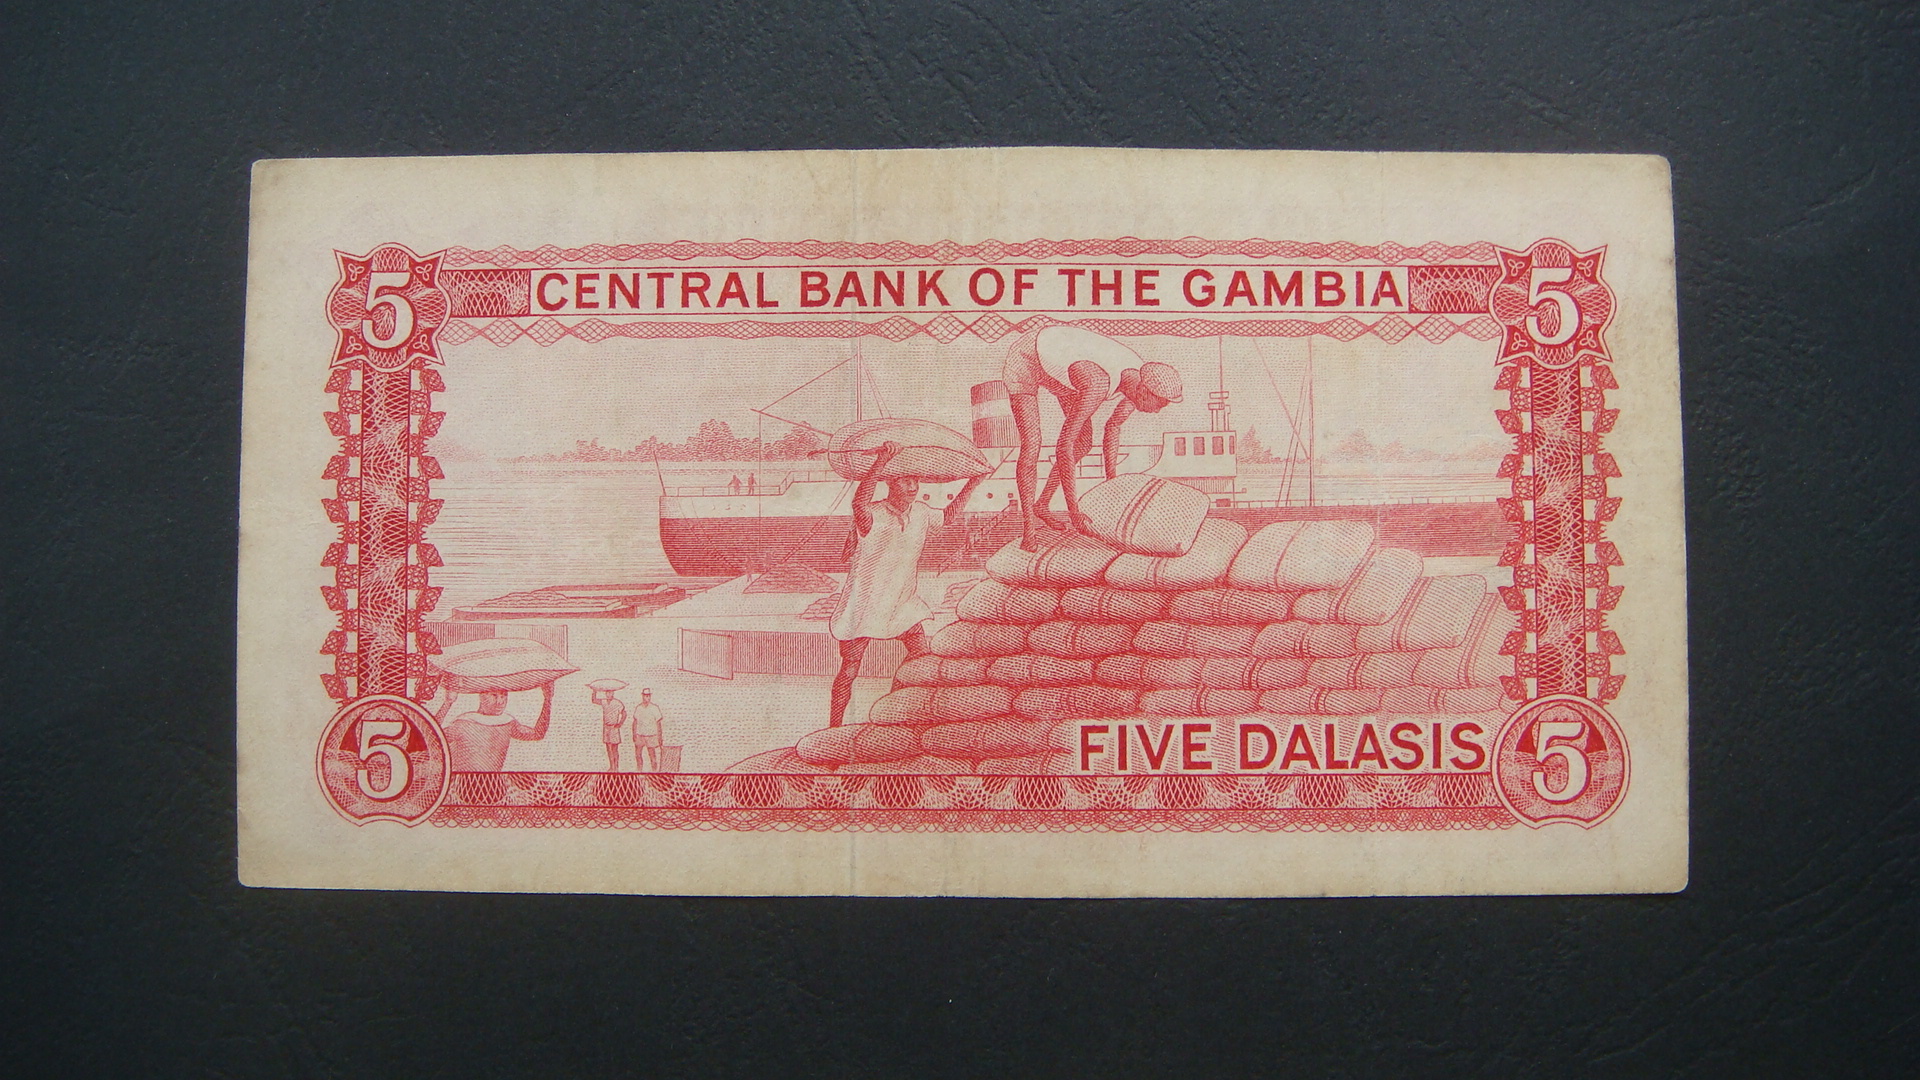 5 CENTRAL BANK OF THE GAMBIA 5
5 FIVE DALASIS 5